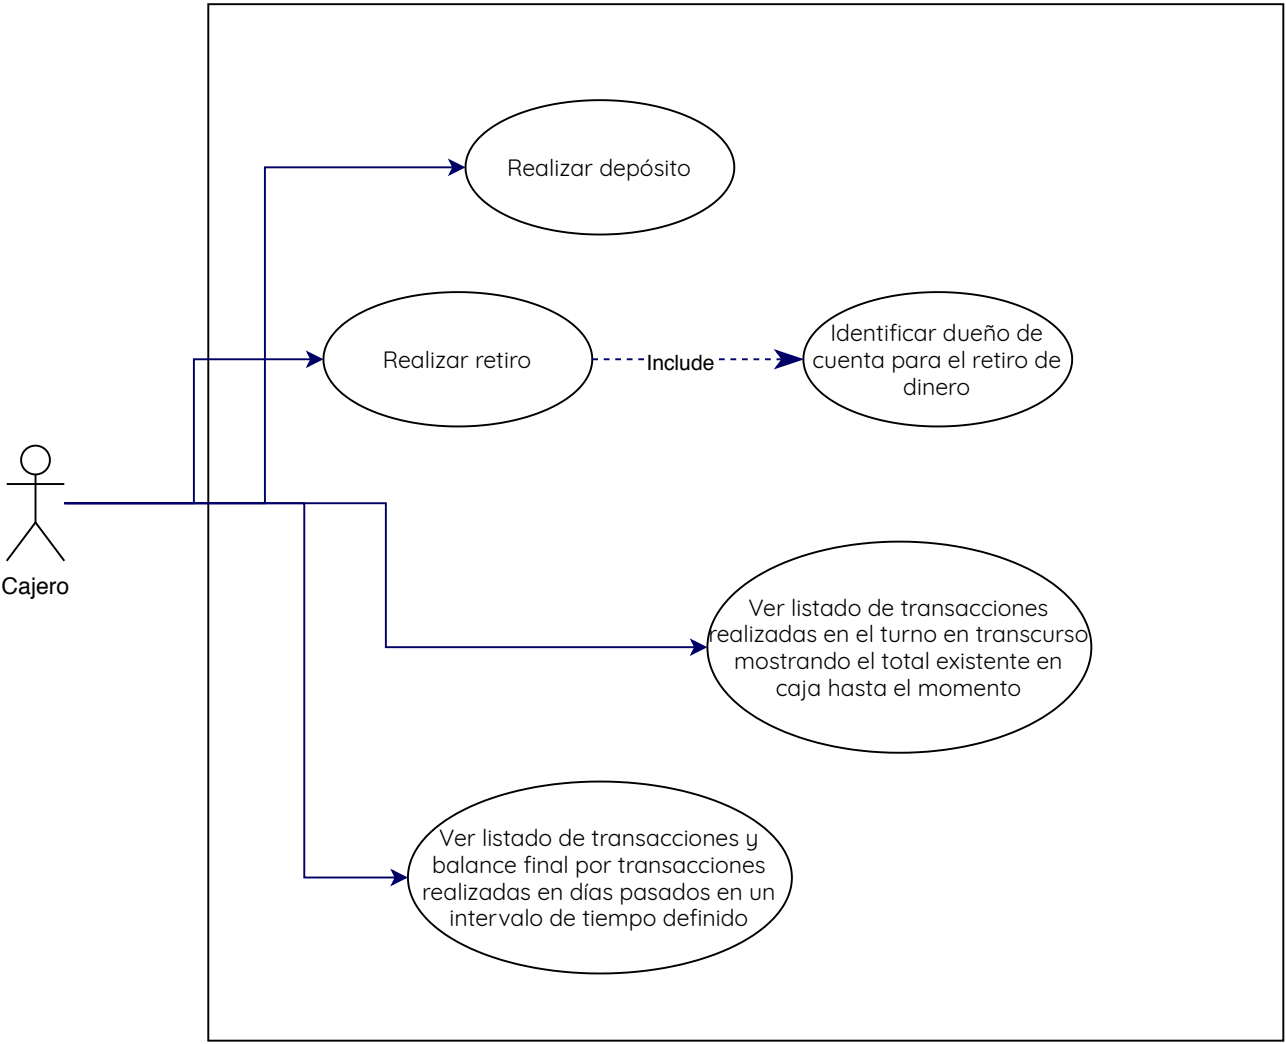 Realizar depósito
Realizar retiro
Include
Identificar dueño de
cuenta para el retiro de
dinero
Cajero
Ver listado de transacciones
realizadas en el turno en transcurso
mostrando el total existente en
caja hasta el momento
Ver listado de transacciones y
balance final por transacciones
realizadas en días pasados en un
intervalo de tiempo definido